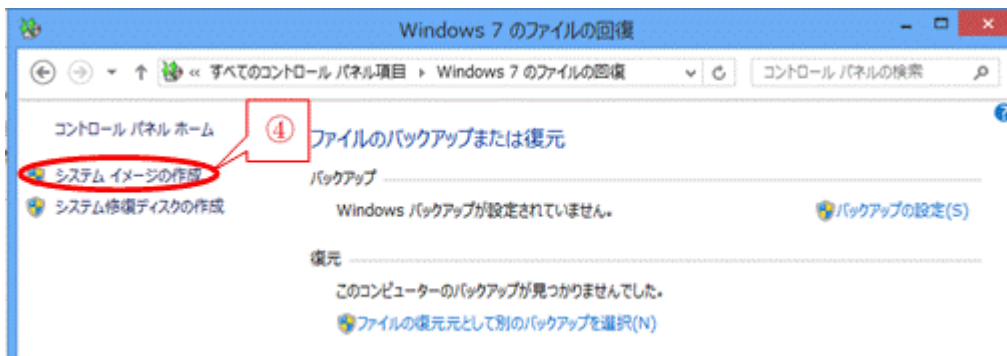 Windows 7 のファイルの回復
« すべてのコントロール パネル項目 ▸ Windows 7 のファイルの回復
コントロール パネルの検索
コントロール パネル ホーム
④
システム イメージの作成
システム修復ディスクの作成
ファイルのバックアップまたは復元
バックアップ
Windows バックアップが設定されていません。
バックアップの設定(S)
復元
このコンピューターのバックアップが見つかりませんでした。
ファイルの復元元として別のバックアップを選択(N)